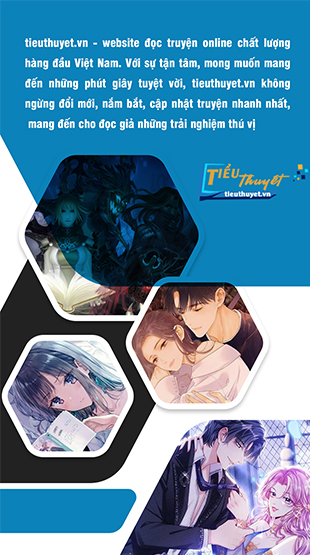 tieuthuyet.vn - website đọc truyện online chất lượng
hàng đầu Việt Nam. Với sự tận tâm, mong muốn mang
đến những phút giây tuyệt vời, tieuthuyet.vn không
ngừng đổi mới, nắm bắt, cập nhật truyện nhanh nhất,
mang đến cho đọc giả những trải nghiệm thú vị
TIỂU Thuyết
tieuthuyet.vn